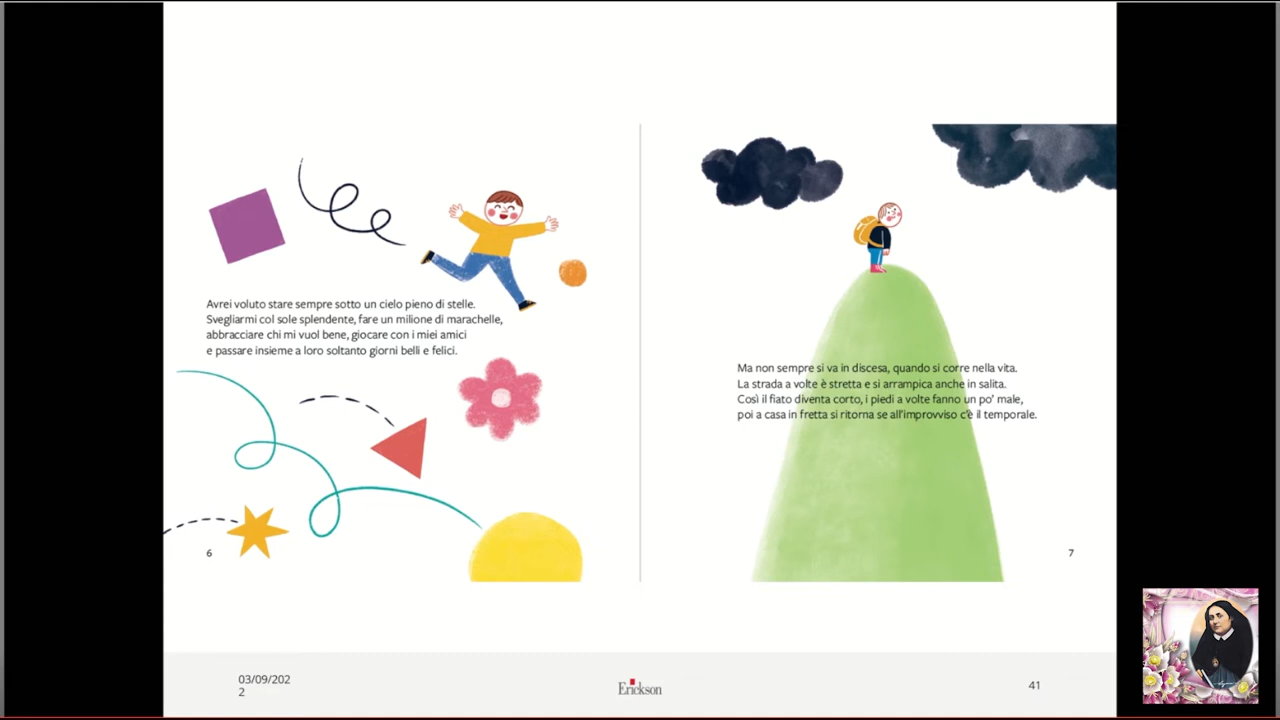 Avrei voluto stare sempre sotto un cielo pieno di stelle.
Svegliarmi col sole splendente, fare un milione di marachelle,
abbracciare chi mi vuol bene, giocare con i miei amici
e passare insieme a loro soltanto giorni belli e felici.
6
Ma non sempre si va in discesa, quando si corre nella vita.
La strada a volte è stretta e si arrampica anche in salita.
Così il fiato diventa corto, i piedi a volte fanno un po' male,
poi a casa in fretta si ritorna se all'improvviso c'è il temporale.
7
03/09/202
2
Erickson
41